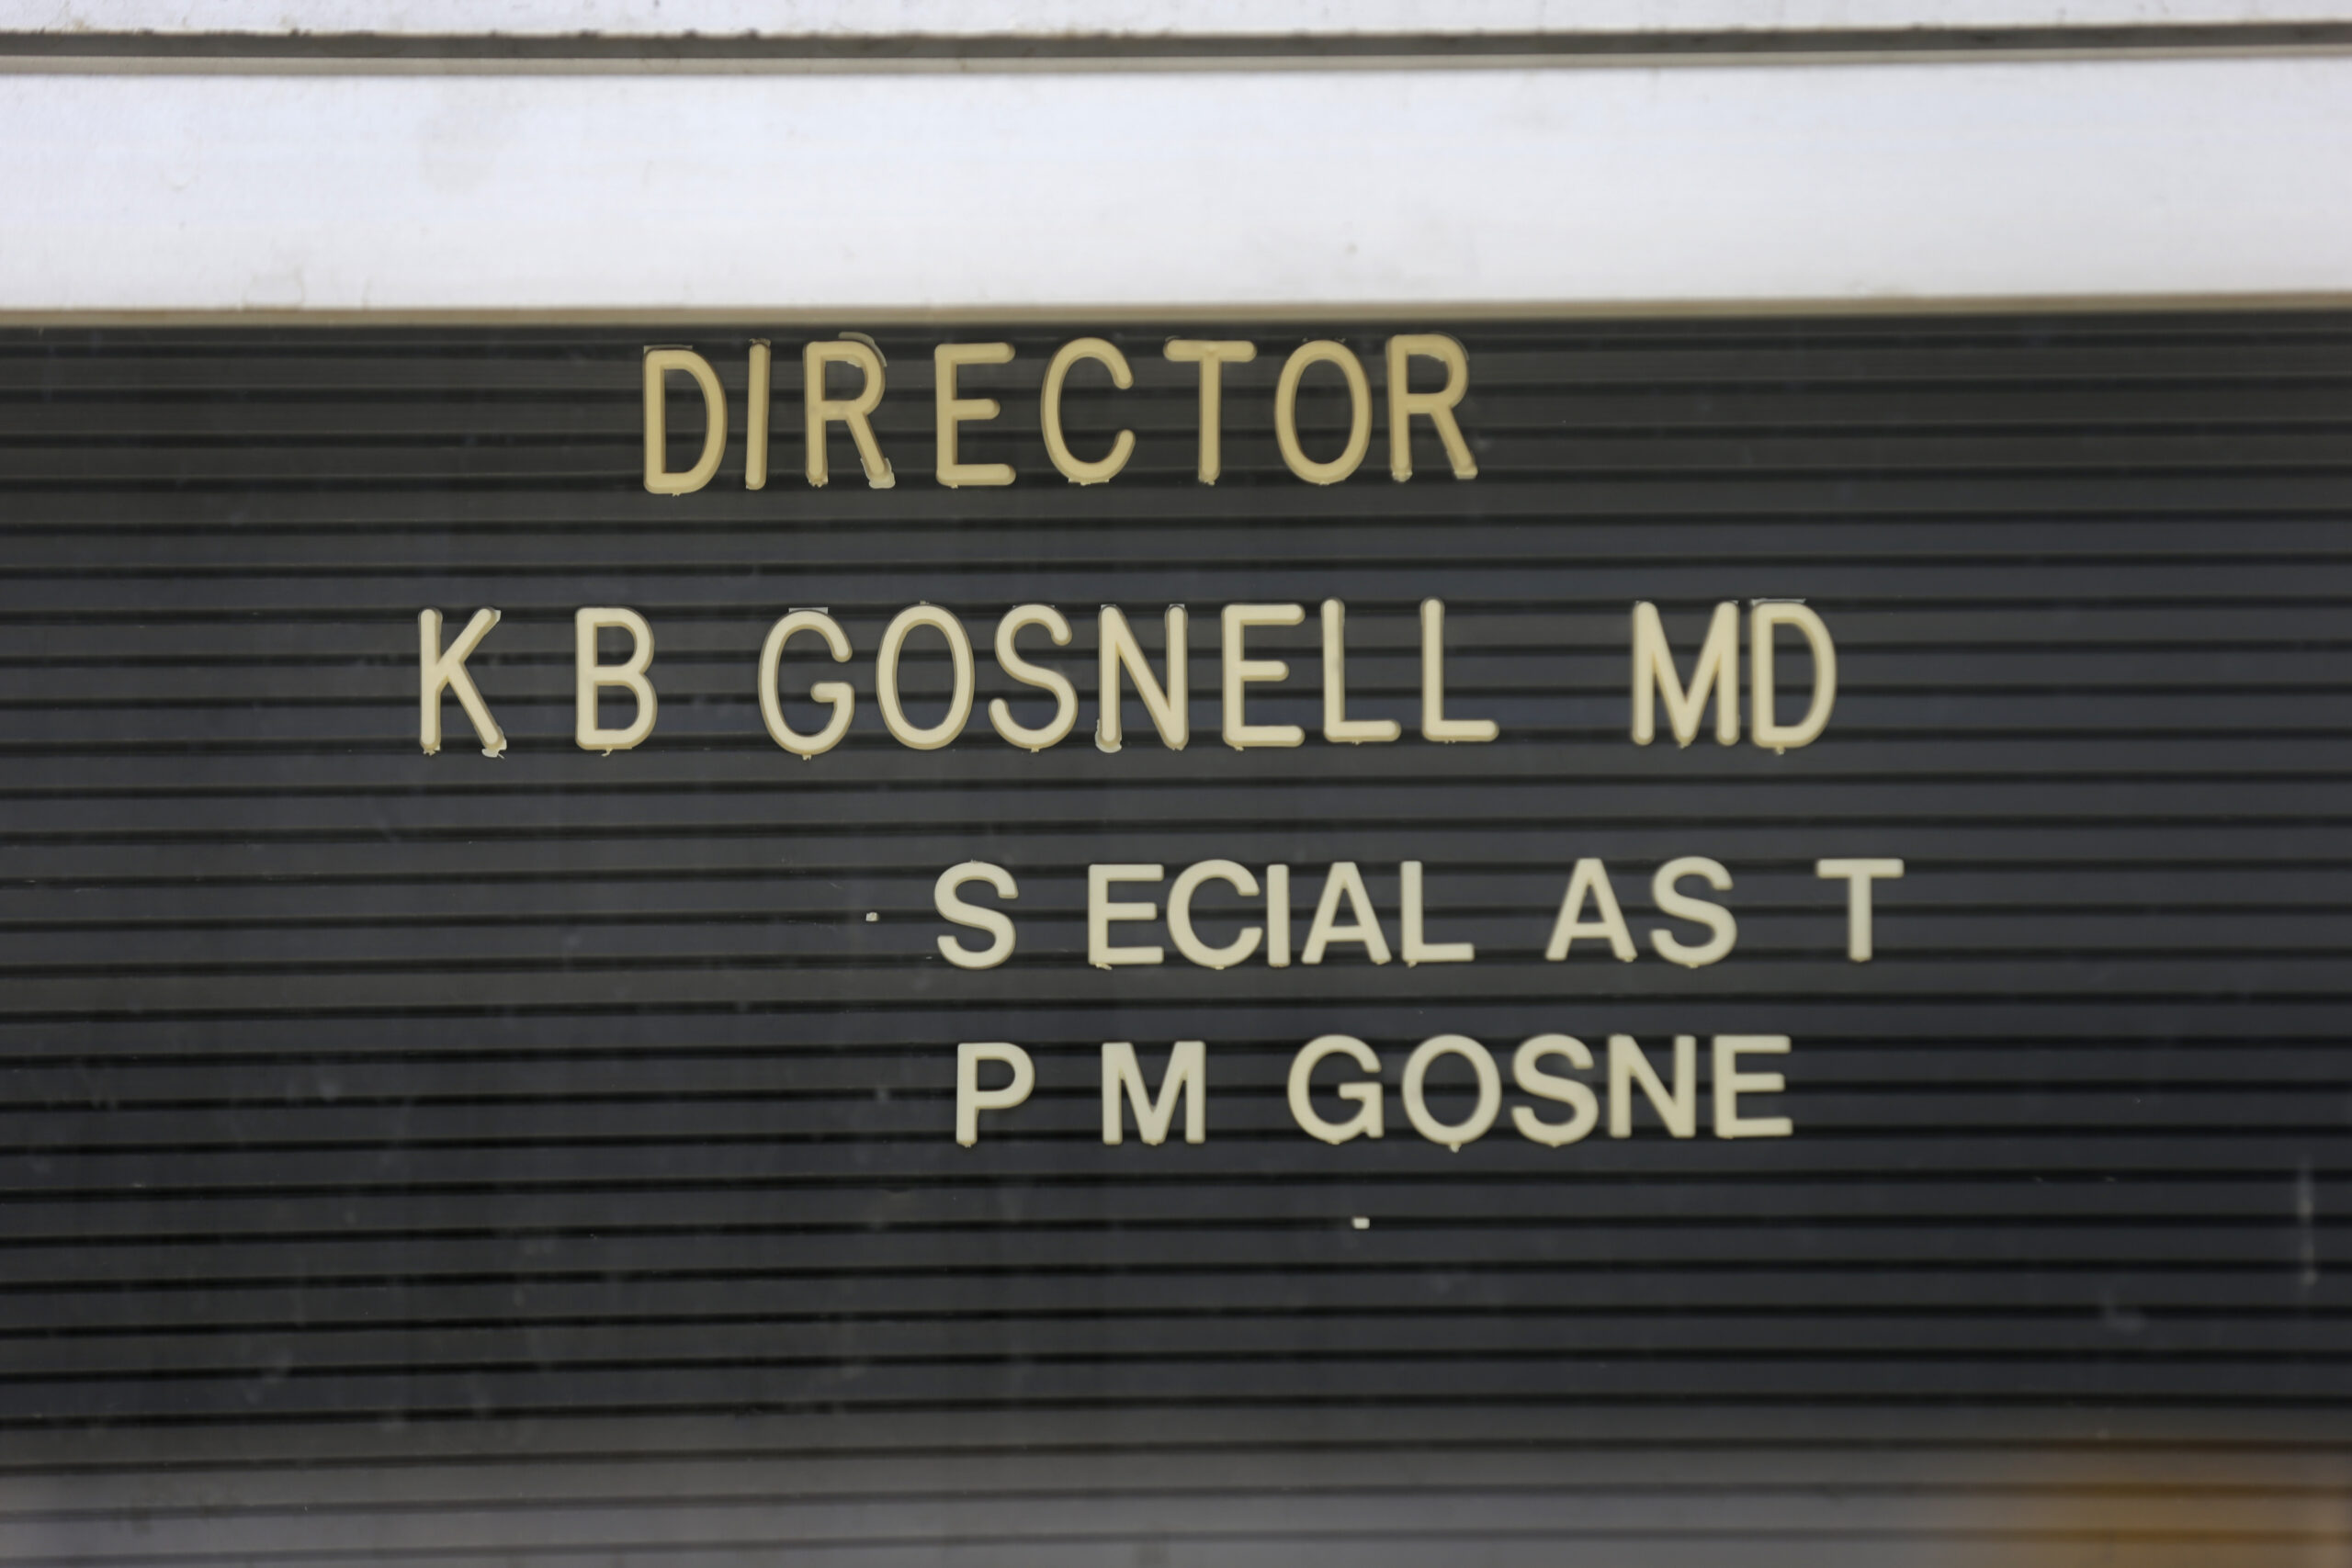 DIRECTOR
K B GOSNELL MD
S ECIAL AS T
P M GOSNE